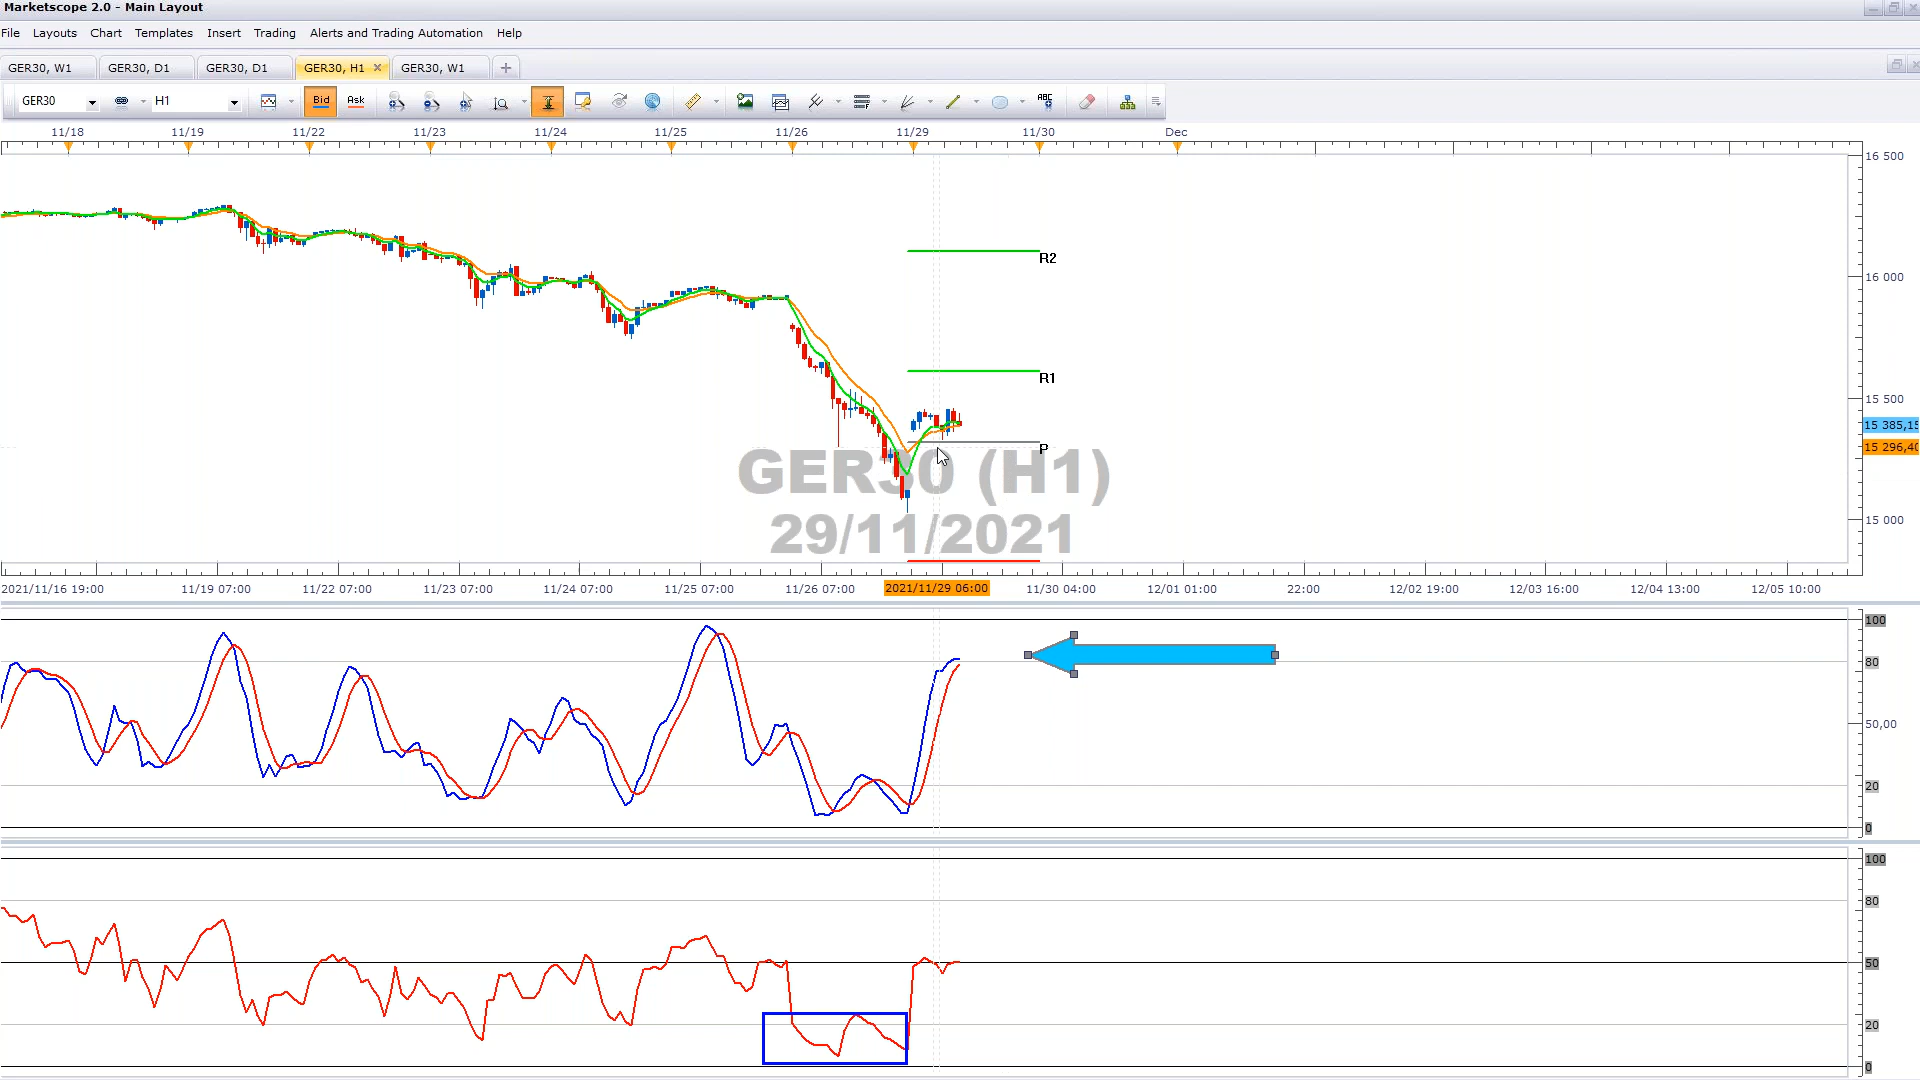 Marketscope 2.0 - Main Layout
File Layouts Chart Templates Insert Trading Alerts and Trading Automation Help
GER30, W1 GER30, D1 GER30, D1 GER30, H1 GER30, W1
GER30 H1 Bid Ask ABC
11/18 11/19 11/22 11/23 11/24 11/25 11/26 11/29 11/30 Dec
16 500
R2
16 000
R1
15 500
15 385,15
P
15 296,40
GER30 (H1)
29/11/2021
15 000
2021/11/16 19:00 11/19 07:00 11/22 07:00 11/23 07:00 11/24 07:00 11/25 07:00 11/26 07:00 2021/11/29 06:00 11/30 04:00 12/01 01:00 22:00 12/02 19:00 12/03 16:00 12/04 13:00 12/05 10:00
100
80
50,00
20
0
100
80
50
20
0